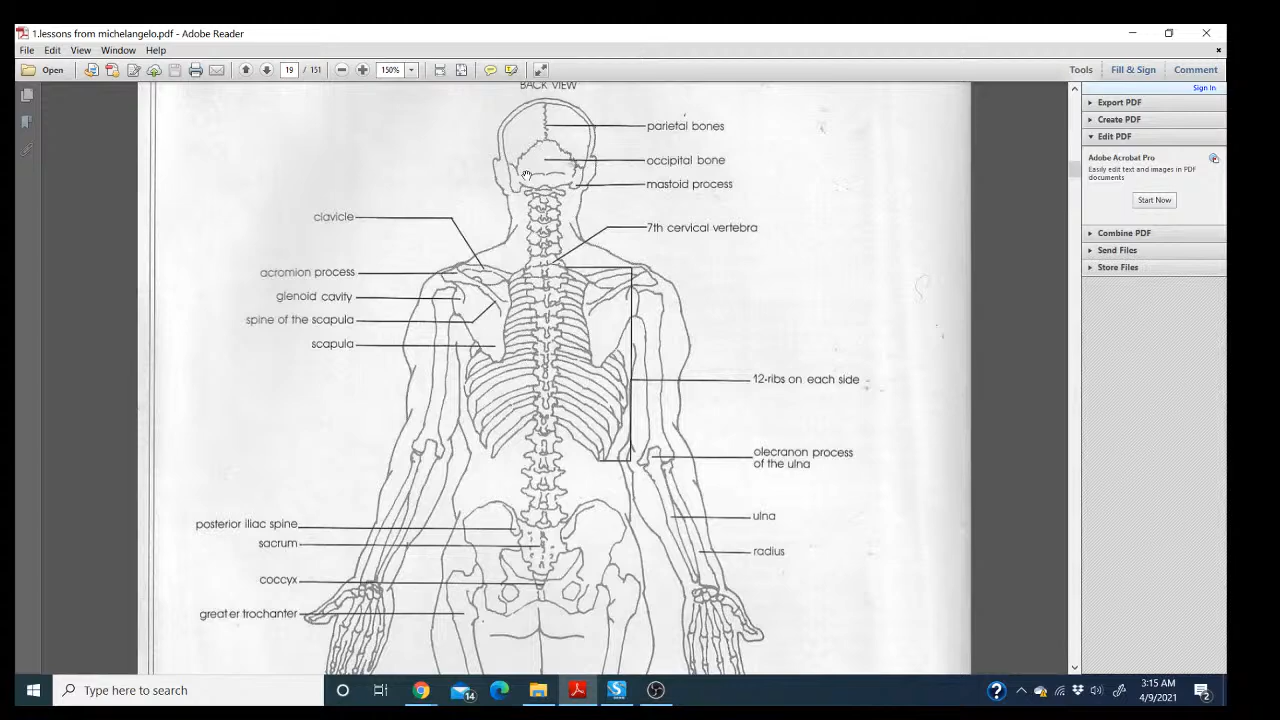 1.lessons from michelangelo.pdf - Adobe Reader
File Edit View Window Help
Open 19 / 151 150% Tools Fill & Sign Comment
Sign In
Export PDF
Create PDF
Edit PDF
Adobe Acrobat Pro
Easily edit text and images in PDF
documents
Start Now
Combine PDF
Send Files
Store Files
BACK VIEW
parietal bones
occipital bone
mastoid process
clavicle
7th cervical vertebra
acromion process
glenoid cavity
spine of the scapula
scapula
12-ribs on each side
olecranon process
of the ulna
posterior iliac spine
ulna
sacrum
radius
coccyx
greater trochanter
Type here to search
14
3:15 AM
4/9/2021
2